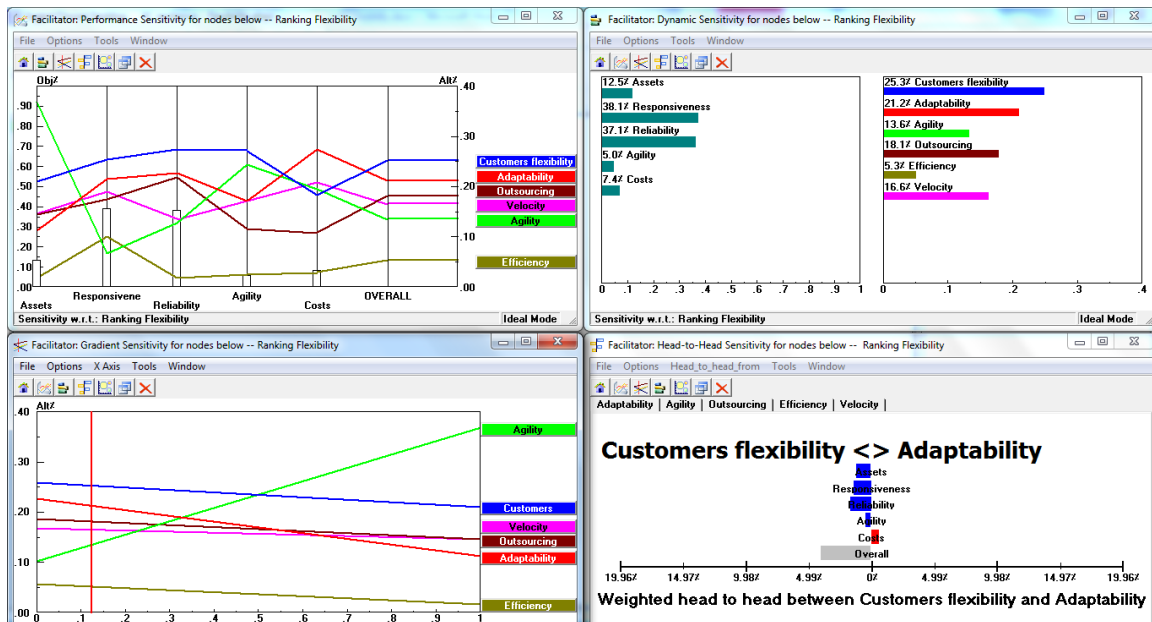 Facilitator: Performance Sensitivity for nodes below -- Ranking Flexibility
File Options Tools Window
Obj% Alt%
.90
.80
.70
.60
.50
.40
.30
.20
.10
.00
.40
.30
.20
.10
.00
Customers flexibility
Adaptability
Outsourcing
Velocity
Agility
Efficiency
Assets Responsivene Reliability Agility Costs OVERALL
Sensitivity w.r.t.: Ranking Flexibility Ideal Mode
Facilitator: Dynamic Sensitivity for nodes below -- Ranking Flexibility
File Options Tools Window
12.5% Assets
38.1% Responsiveness
37.1% Reliability
5.0% Agility
7.4% Costs
0 .1 .2 .3 .4 .5 .6 .7 .8 .9 1
25.3% Customers flexibility
21.2% Adaptability
13.6% Agility
18.1% Outsourcing
5.3% Efficiency
16.6% Velocity
0 .1 .2 .3 .4
Sensitivity w.r.t.: Ranking Flexibility Ideal Mode
Facilitator: Gradient Sensitivity for nodes below -- Ranking Flexibility
File Options X Axis Tools Window
Alt%
.40
.30
.20
.10
.00
Agility
Customers
Velocity
Outsourcing
Adaptability
Efficiency
0 .1 .2 .3 .4 .5 .6 .7 .8 .9 1
Facilitator: Head-to-Head Sensitivity for nodes below -- Ranking Flexibility
File Options Head_to_head_from Tools Window
Adaptability | Agility | Outsourcing | Efficiency | Velocity |
Customers flexibility <> Adaptability
Assets
Responsiveness
Reliability
Agility
Costs
Overall
19.96% 14.97% 9.98% 4.99% 0% 4.99% 9.98% 14.97% 19.96%
Weighted head to head between Customers flexibility and Adaptability